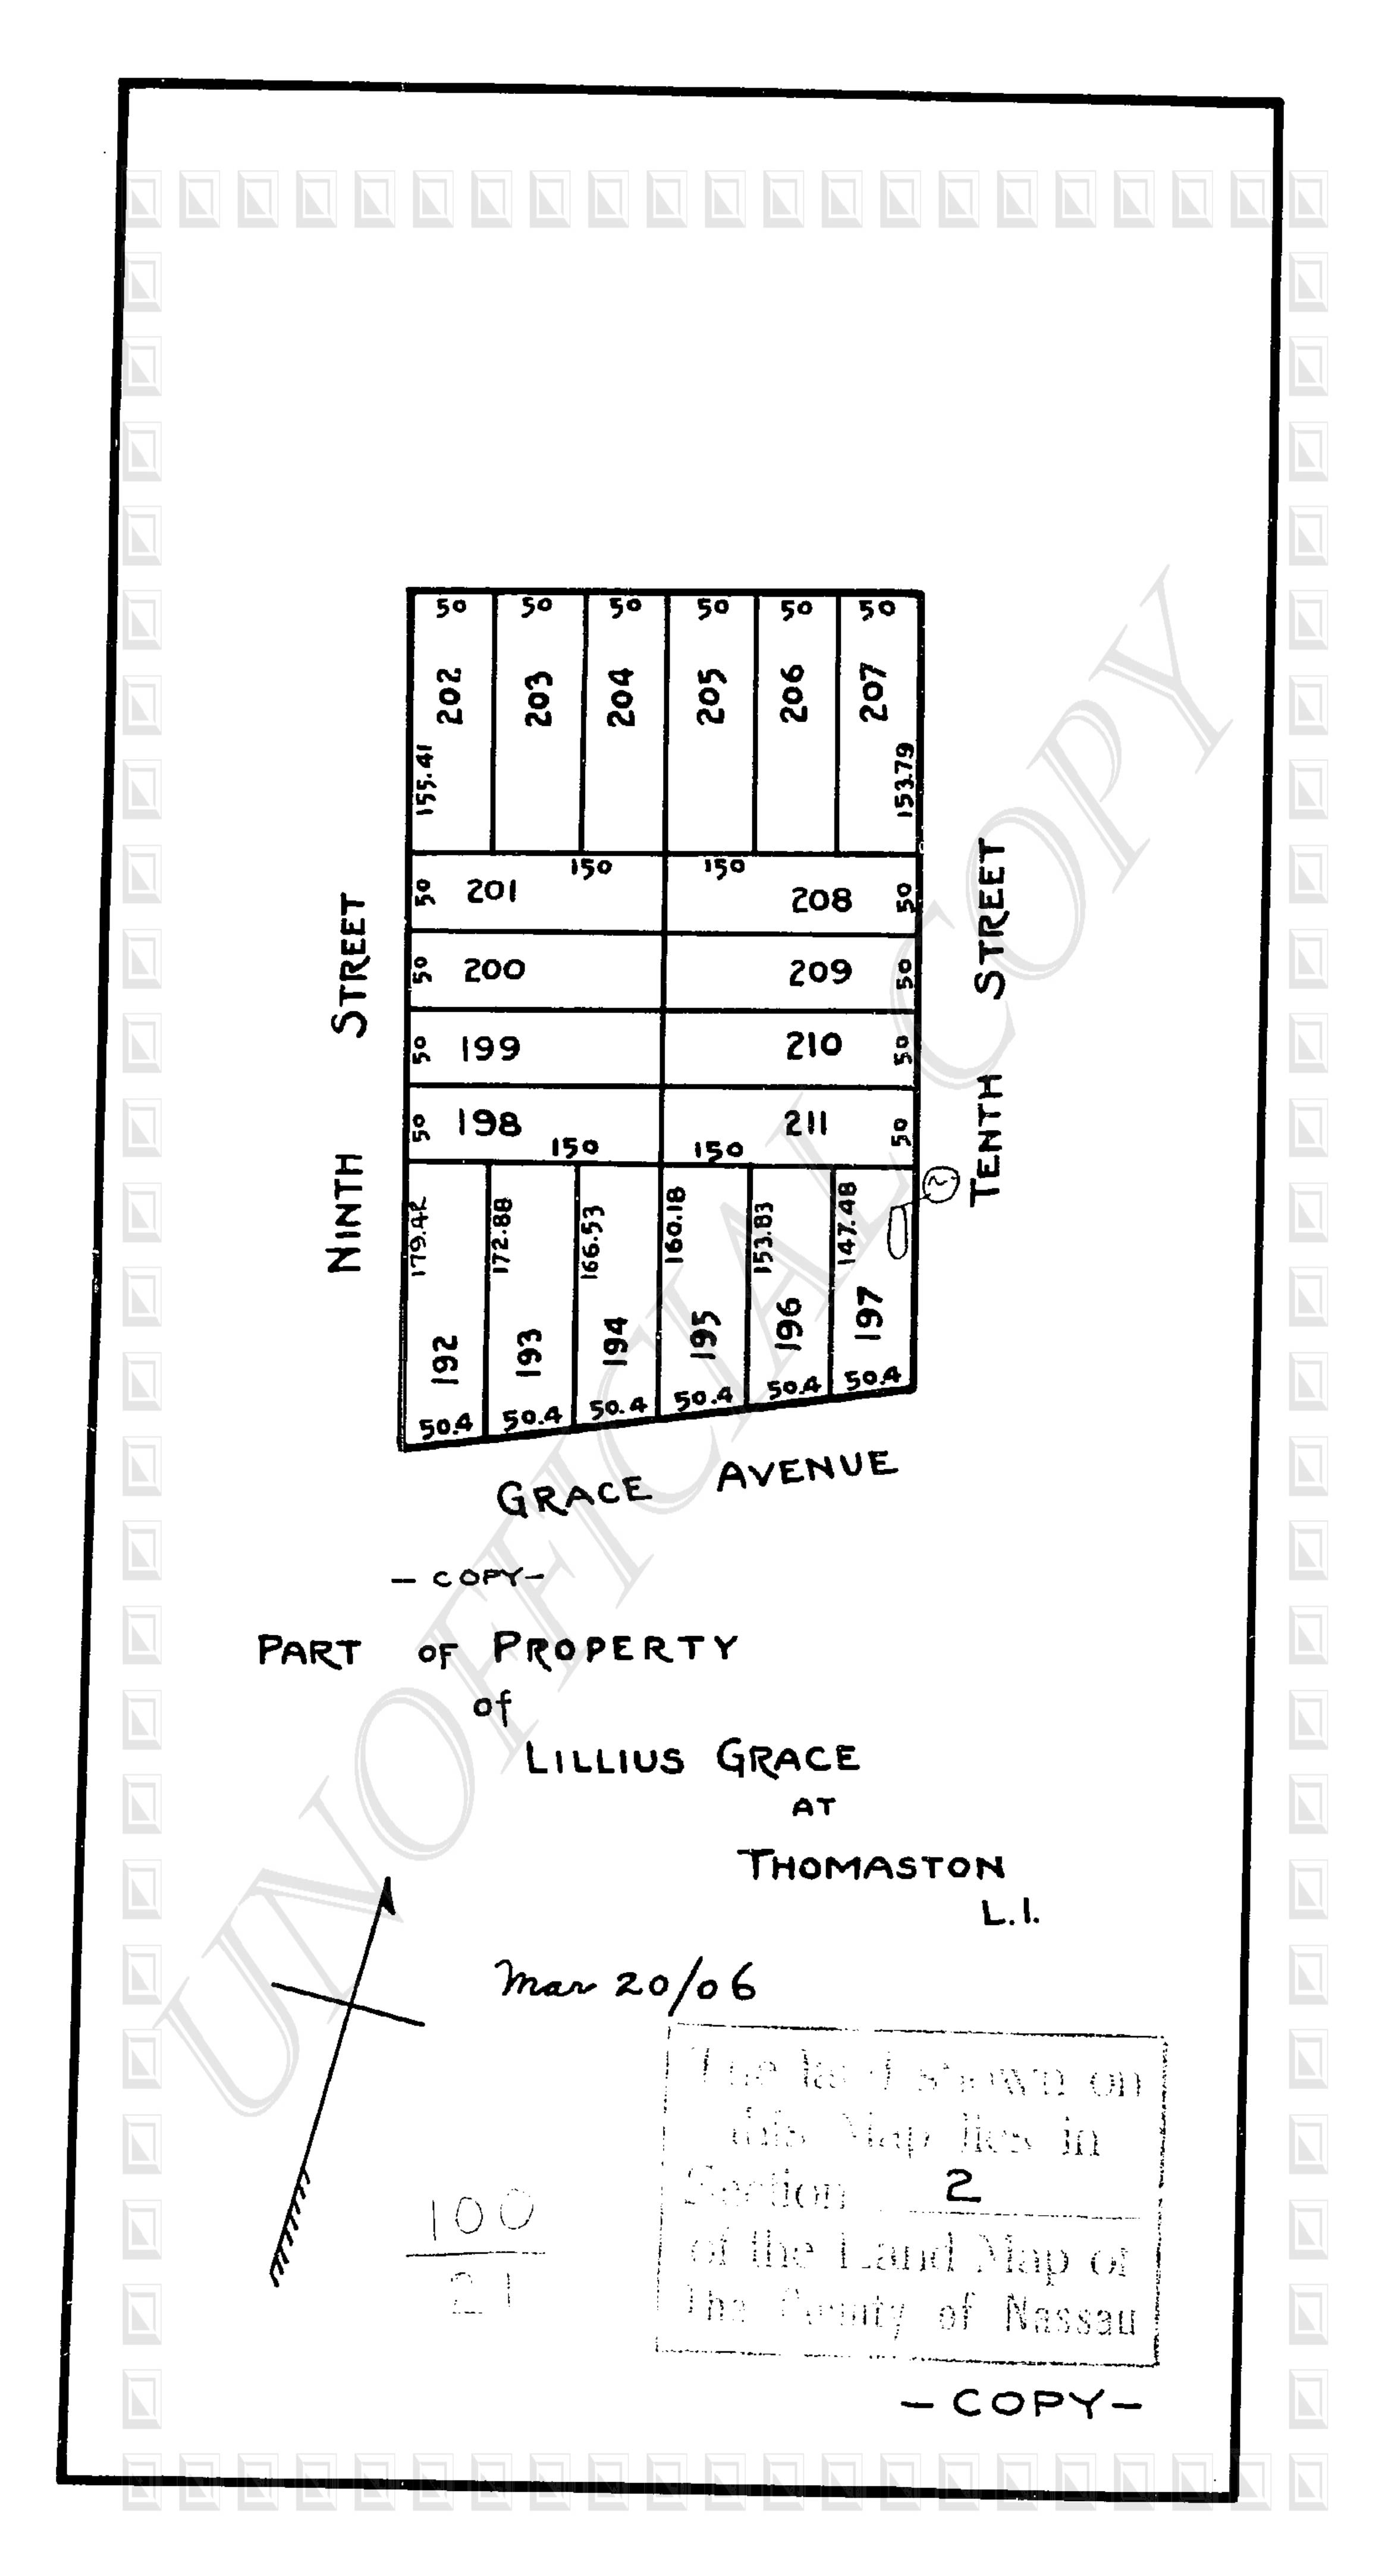 50 50 50 50 50 50
202 203 204 205 206 207
155.41 153.79
150 150
50 201 208 50
50 200 209 50
50 199 210 50
50 198 211 50
150 150
172.88 166.53 160.18 153.83 147.48
192 193 194 195 196 197
50.4 50.4 50.4 50.4 50.4 50.4
NINTH STREET
TENTH STREET
GRACE AVENUE
- COPY -
PART OF PROPERTY
of
LILLIUS GRACE
AT
THOMASTON
L.I.
Mar 20/06
100
21
The land shown on
this Map lies in
Section 2
of the Land Map of
the County of Nassau
- COPY -
UNOFFICIAL COPY